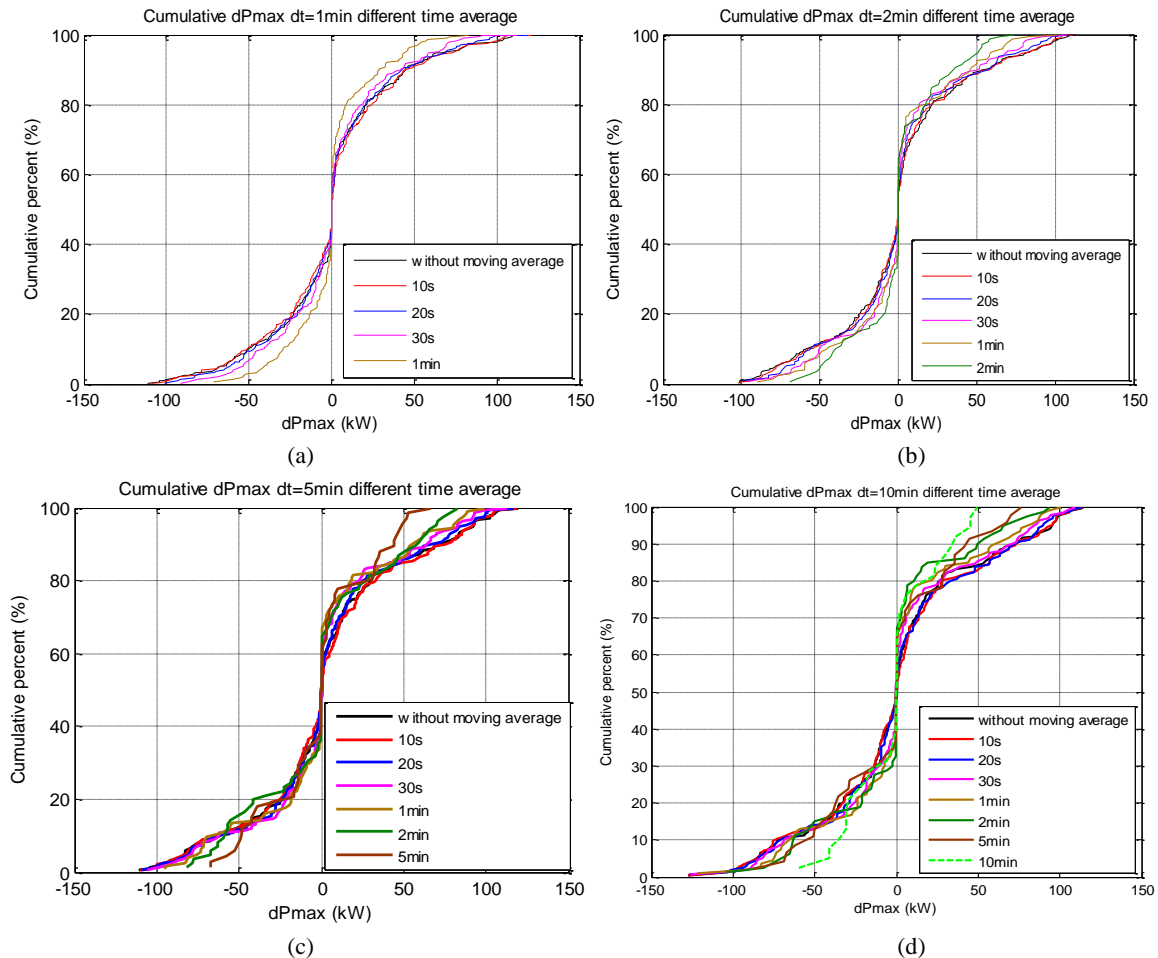 Cumulative dPmax dt=1min different time average
Cumulative percent (%)
100
80
60
40
20
0
-150 -100 -50 0 50 100 150
dPmax (kW)
without moving average
10s
20s
30s
1min
(a)
Cumulative dPmax dt=2min different time average
Cumulative percent (%)
100
80
60
40
20
0
-150 -100 -50 0 50 100 150
dPmax (kW)
without moving average
10s
20s
30s
1min
2min
(b)
Cumulative dPmax dt=5min different time average
Cumulative percent (%)
100
80
60
40
20
0
-150 -100 -50 0 50 100 150
dPmax (kW)
without moving average
10s
20s
30s
1min
2min
5min
(c)
Cumulative dPmax dt=10min different time average
Cumulative percent (%)
100
90
80
70
60
50
40
30
20
10
0
-150 -100 -50 0 50 100 150
dPmax (kW)
without moving average
10s
20s
30s
1min
2min
5min
10min
(d)